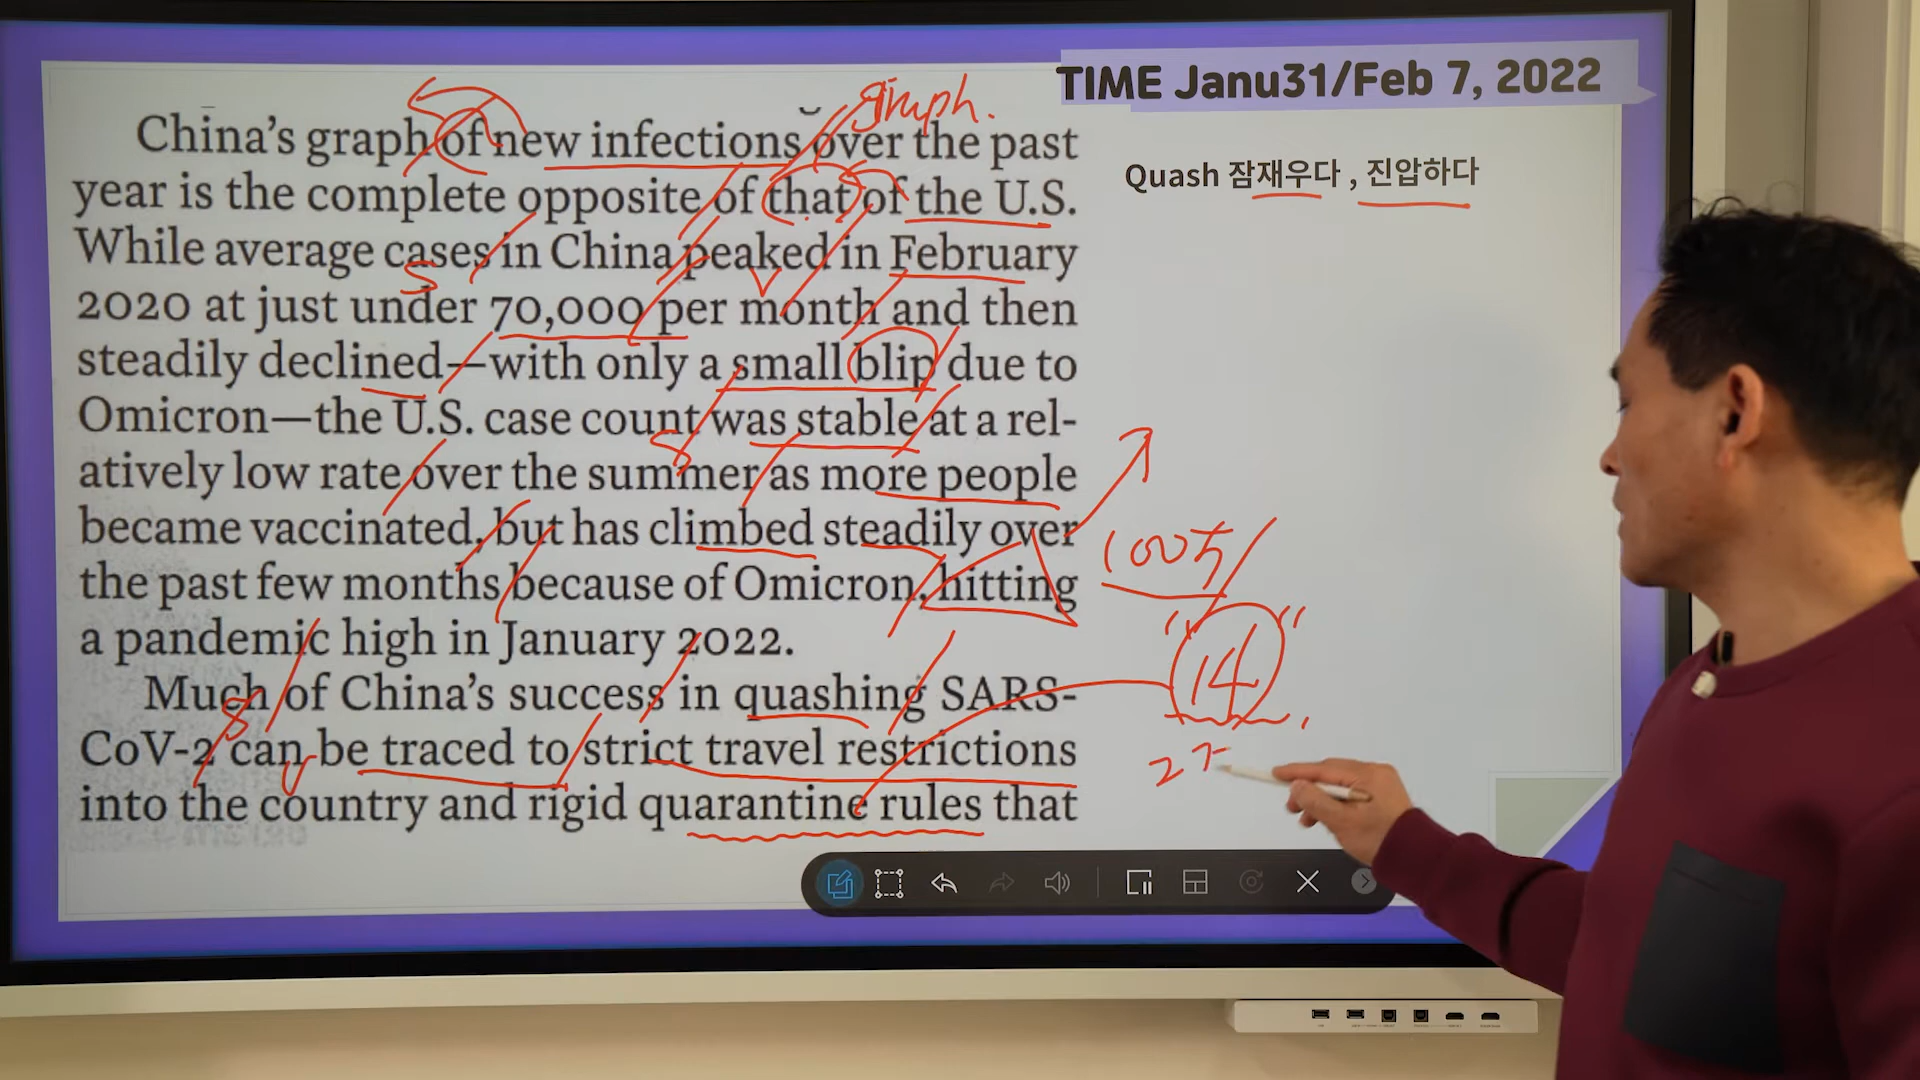 TIME Janu31/Feb 7, 2022
graph.
China's graph of new infections over the past
year is the complete opposite of that of the U.S.
While average cases in China peaked in February
2020 at just under 70,000 per month and then
steadily declined—with only a small blip due to
Omicron—the U.S. case count was stable at a rel-
atively low rate over the summer as more people
became vaccinated, but has climbed steadily over
the past few months because of Omicron, hitting
a pandemic high in January 2022.
Much of China's success in quashing SARS-
CoV-2 can be traced to strict travel restrictions
into the country and rigid quarantine rules that
Quash 잠재우다 , 진압하다
S
V
S
S
V
100万
"14"
2